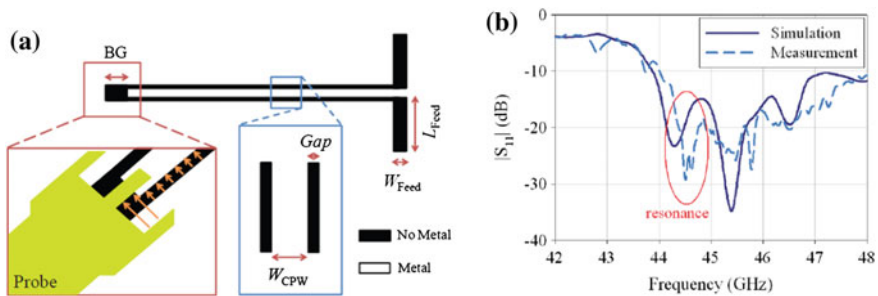 (a)
BG
L_Feed
Gap
W_Feed
W_CPW
No Metal
Metal
Probe
(b)
0
-10
-20
-30
-40
|S₁₁| (dB)
Simulation
Measurement
resonance
42 43 44 45 46 47 48
Frequency (GHz)